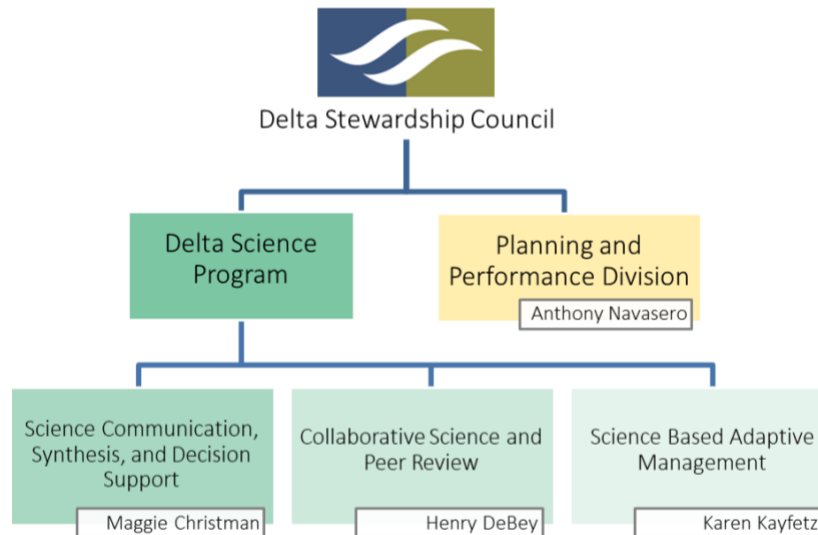 Delta Stewardship Council
Delta Science
Program
Planning and
Performance Division
Anthony Navasero
Science Communication,
Synthesis, and Decision
Support
Maggie Christman
Collaborative Science and
Peer Review
Henry DeBey
Science Based Adaptive
Management
Karen Kayfetz